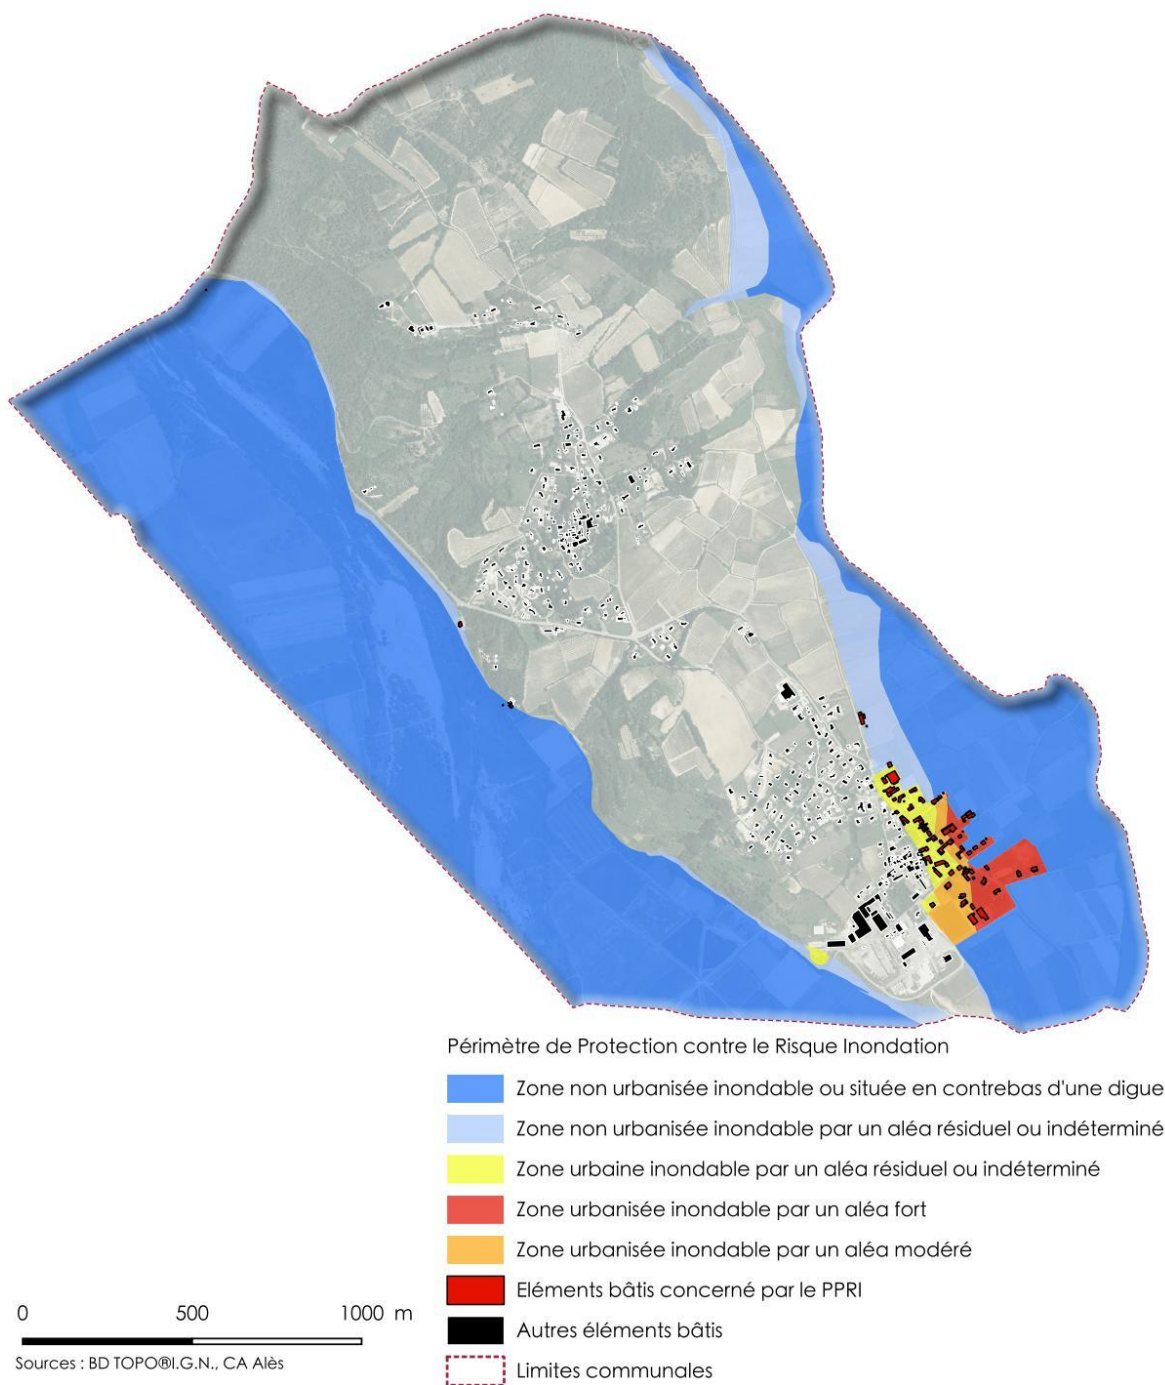 Périmètre de Protection contre le Risque Inondation
Zone non urbanisée inondable ou située en contrebas d'une digue
Zone non urbanisée inondable par un aléa résiduel ou indéterminé
Zone urbaine inondable par un aléa résiduel ou indéterminé
Zone urbanisée inondable par un aléa fort
Zone urbanisée inondable par un aléa modéré
Eléments bâtis concerné par le PPRI
Autres éléments bâtis
Limites communales
0 500 1000 m
Sources : BD TOPO®I.G.N., CA Alès